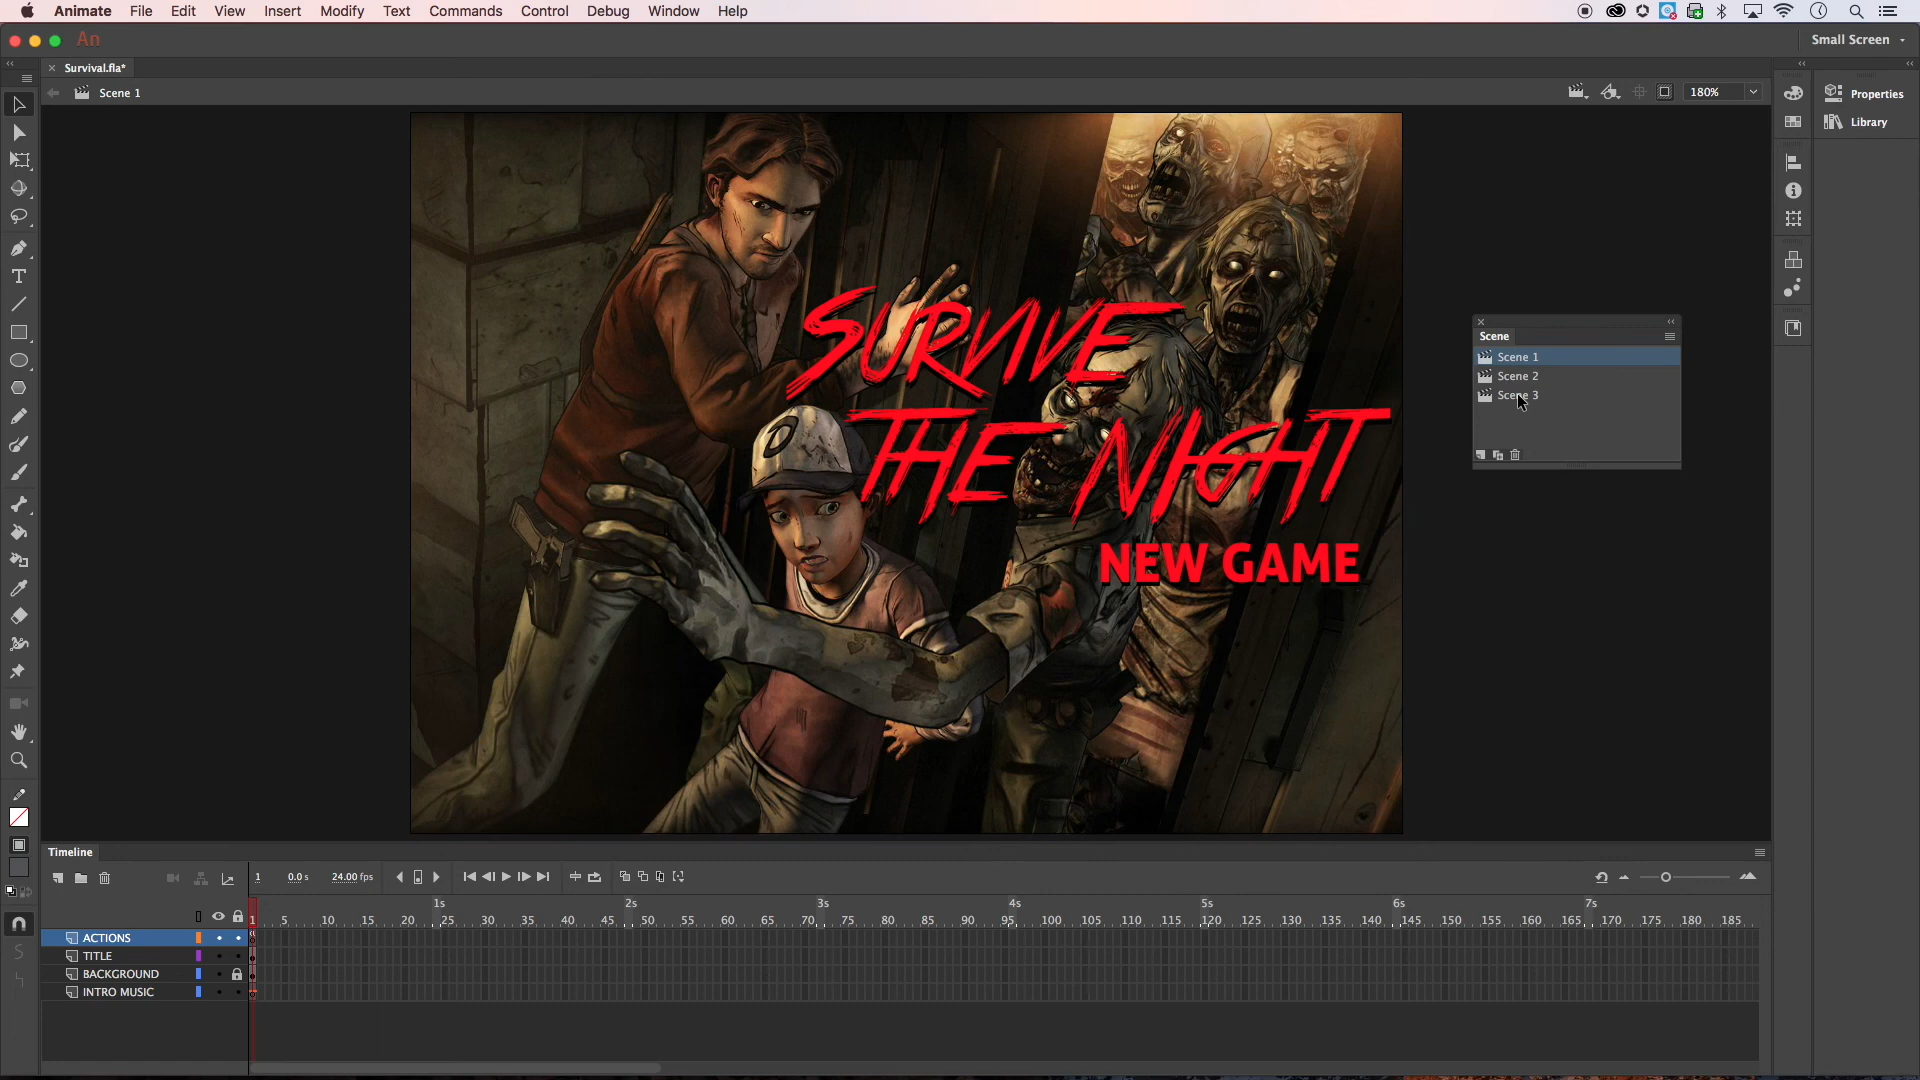 Animate File Edit View Insert Modify Text Commands Control Debug Window Help
An
Small Screen
Survival.fla*
Scene 1
180%
Properties
Library
SURVIVE
THE NIGHT
NEW GAME
Scene
Scene 1
Scene 2
Scene 3
Timeline
1 0.0 s 24.00 fps
1s 2s 3s 4s 5s 6s 7s
1 5 10 15 20 25 30 35 40 45 50 55 60 65 70 75 80 85 90 95 100 105 110 115 120 125 130 135 140 145 150 155 160 165 170 175 180 185
ACTIONS
TITLE
BACKGROUND
INTRO MUSIC